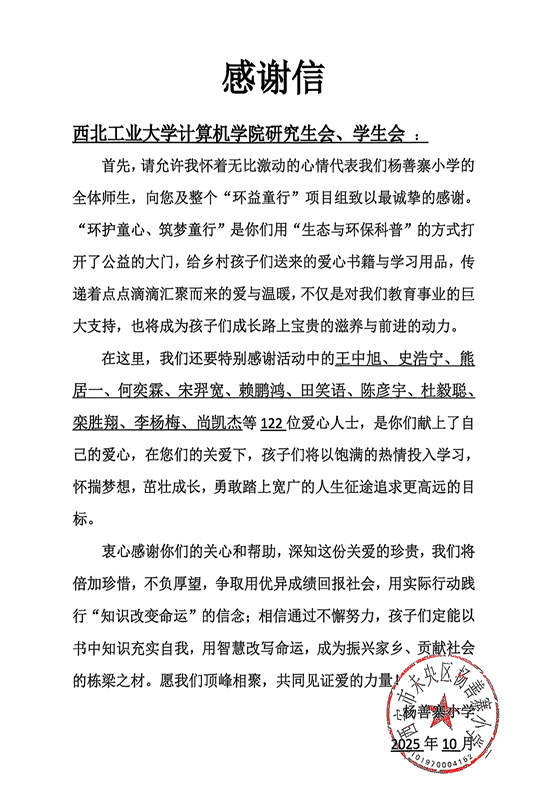 感谢信
西北工业大学计算机学院研究生会、学生会 :
首先,请允许我怀着无比激动的心情代表我们杨善寨小学的
全体师生，向您及整个“环益童行”项目组致以最诚挚的感谢。
“环护童心、筑梦童行”是你们用“生态与环保科普”的方式打
开了公益的大门，给乡村孩子们送来的爱心书籍与学习用品，传
递着点点滴滴汇聚而来的爱与温暖,不仅是对我们教育事业的巨
大支持，也将成为孩子们成长路上宝贵的滋养与前进的动力。
在这里，我们还要特别感谢活动中的王中旭、史浩宁、熊
居一、何奕霖、宋羿宽、赖鹏鸿、田笑语、陈彦宇、杜毅聪、
栾胜翔、李杨梅、尚凯杰等 122 位爱心人士，是你们献上了自
己的爱心，在您们的关爱下，孩子们将以饱满的热情投入学习，
怀揣梦想，茁壮成长，勇敢踏上宽广的人生征途追求更高远的目
标。
衷心感谢你们的关心和帮助，深知这份关爱的珍贵，我们将
倍加珍惜，不负厚望，争取用优异成绩回报社会，用实际行动践
行“知识改变命运”的信念；相信通过不懈努力，孩子们定能以
书中知识充实自我，用智慧改写命运，成为振兴家乡、贡献社会
的栋梁之材。愿我们顶峰相聚，共同见证爱的力量!
西安市未央区杨善寨小学
杨善寨小学
2025 年 10 月